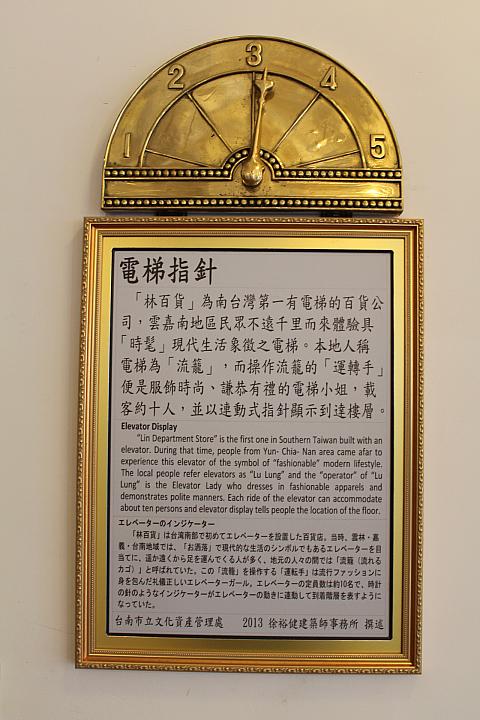 1 2 3 4 5
電梯指針
「林百貨」為南台灣第一有電梯的百貨公
司，雲嘉南地區民眾不遠千里而來體驗具
「時髦」現代生活象徵之電梯。本地人稱
電梯為「流籠」，而操作流籠的「運轉手」
便是服飾時尚、謙恭有禮的電梯小姐，載
客約十人，並以連動式指針顯示到達樓層。
Elevator Display
"Lin Department Store" is the first one in Southern Taiwan built with an
elevator. During that time, people from Yun- Chia- Nan area came afar to
experience this elevator of the symbol of "fashionable" modern lifestyle.
The local people refer elevators as "Lu Lung" and the "operator" of "Lu
Lung" is the Elevator Lady who dresses in fashionable apparels and
demonstrates polite manners. Each ride of the elevator can accommodate
about ten persons and elevator display tells people the location of the floor.
エレベーターのインジケーター
「林百貨」は台湾南部で初めてエレベーターを設置した百貨店。当時、雲林・嘉
義・台南地域では、「お洒落」で現代的な生活のシンボルでもあるエレベーターを目
当てに、遥か遠くから足を運んでくる人が多く、地元の人々の間では「流籠（流れる
カゴ）」と呼ばれていた。この「流籠」を操作する「運転手」は流行ファッションに
身を包んだ礼儀正しいエレベーターガール。エレベーターの定員数は約10名で、時計
の針のようなインジケーターがエレベーターの動きに連動して到着階層を表すように
なっていた。
台南市立文化資産管理處 2013 徐裕健建築師事務所 撰述